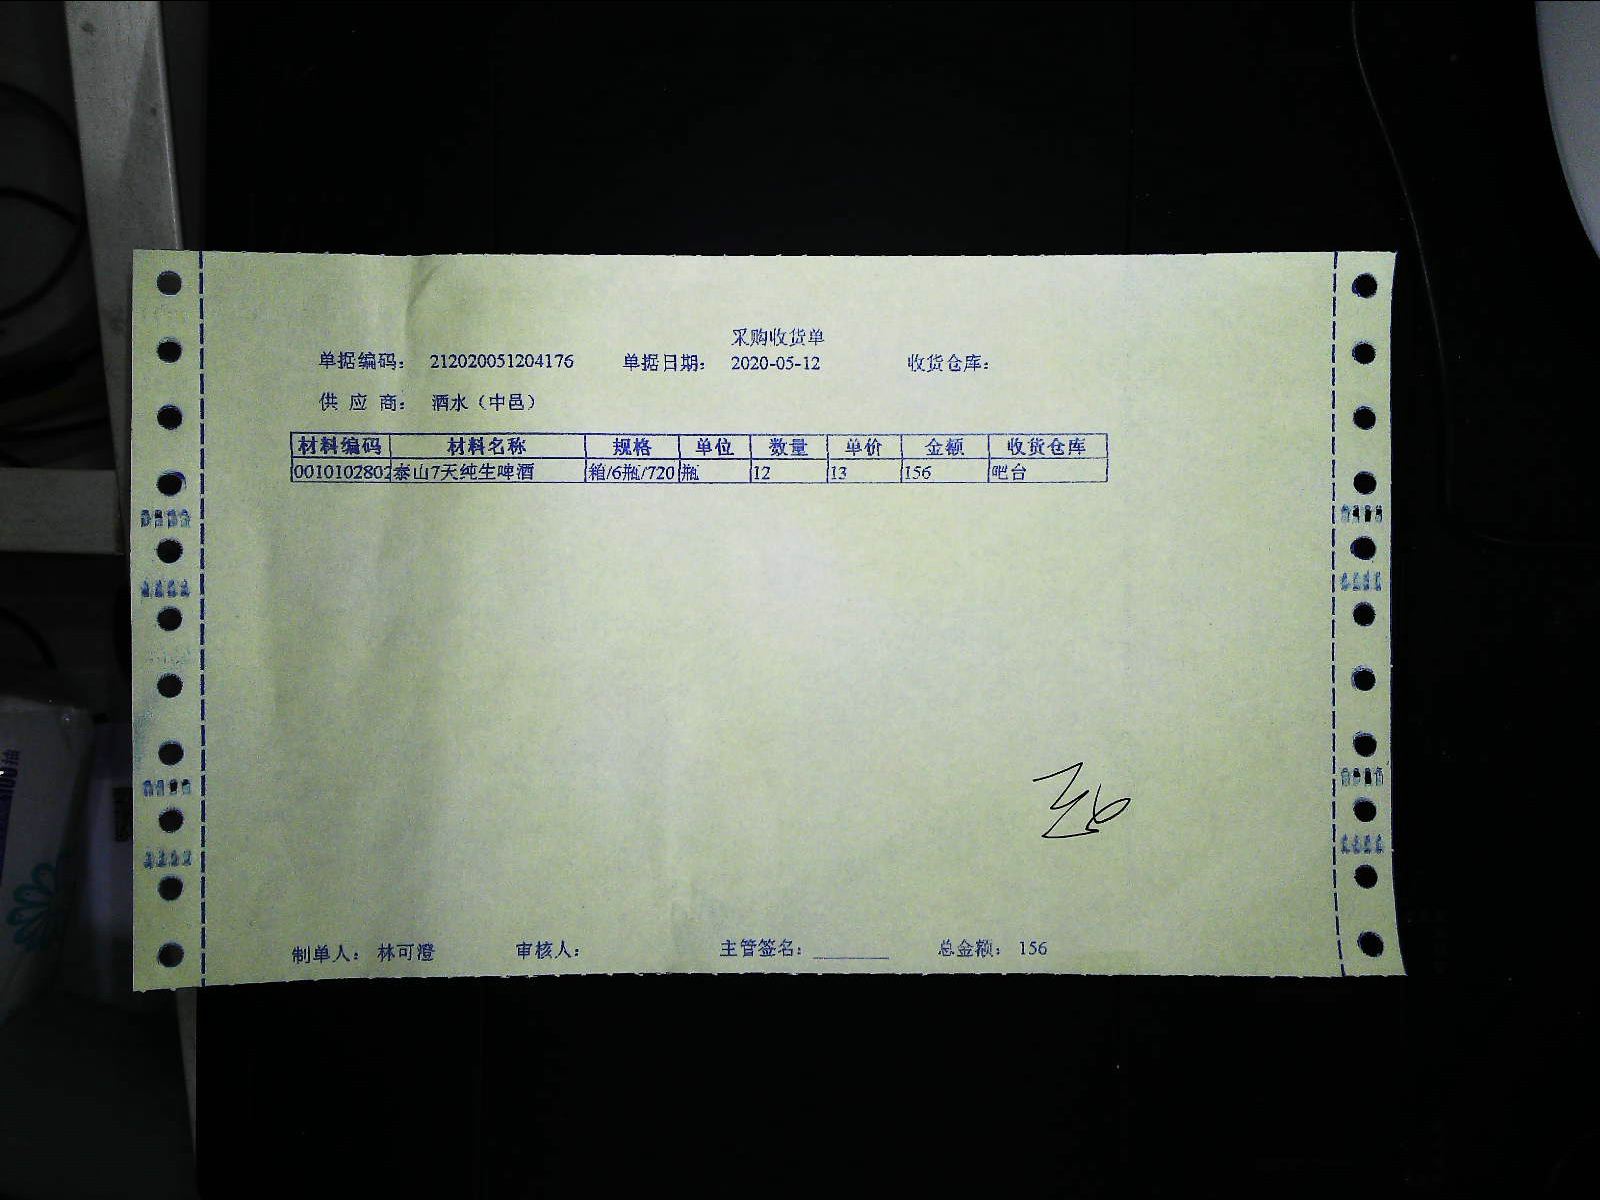 采购收货单
单据编码： 212020051204176 单据日期： 2020-05-12 收货仓库：
供 应 商： 酒水（中邑）
材料编码 材料名称 规格 单位 数量 单价 金额 收货仓库
0010102802 泰山7天纯生啤酒 箱/6瓶/720 瓶 12 13 156 吧台
制单人： 林可澄 审核人： 主管签名：________ 总金额： 156